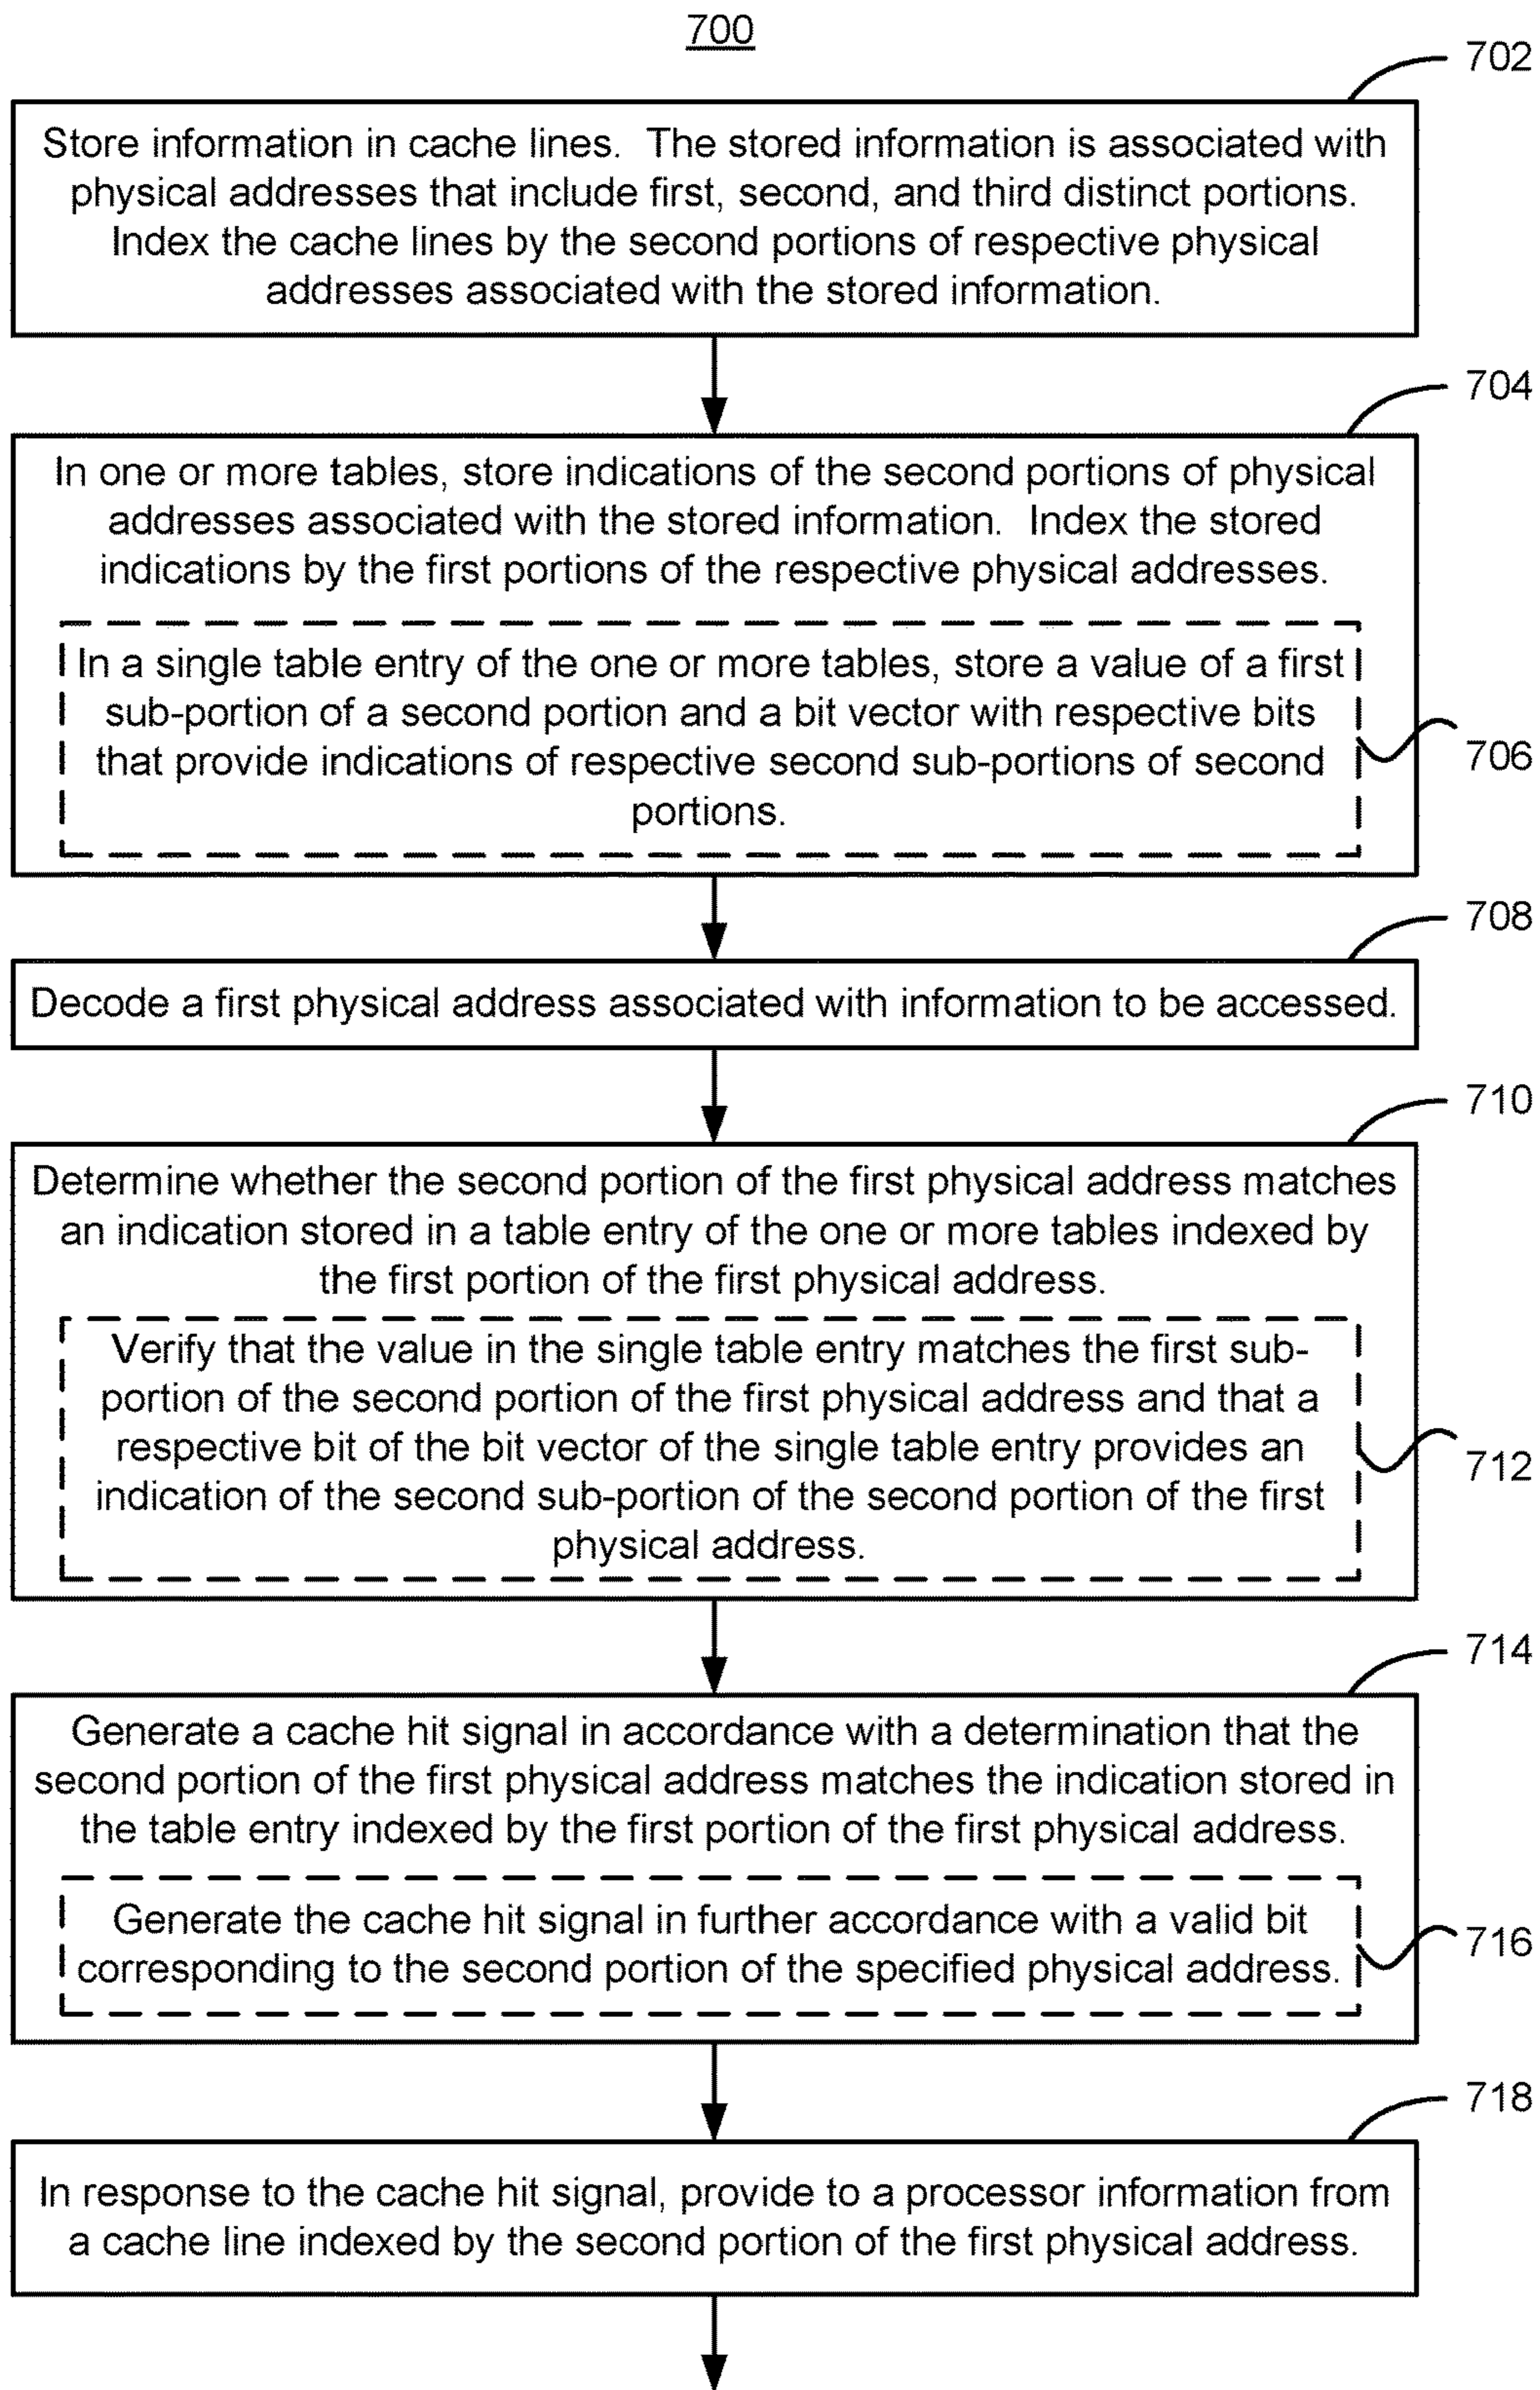 700
702
Store information in cache lines.  The stored information is associated with
physical addresses that include first, second, and third distinct portions.
Index the cache lines by the second portions of respective physical
addresses associated with the stored information.
704
In one or more tables, store indications of the second portions of physical
addresses associated with the stored information.  Index the stored
indications by the first portions of the respective physical addresses.
In a single table entry of the one or more tables, store a value of a first
sub-portion of a second portion and a bit vector with respective bits
that provide indications of respective second sub-portions of second
portions.
706
708
Decode a first physical address associated with information to be accessed.
710
Determine whether the second portion of the first physical address matches
an indication stored in a table entry of the one or more tables indexed by
the first portion of the first physical address.
Verify that the value in the single table entry matches the first sub-
portion of the second portion of the first physical address and that a
respective bit of the bit vector of the single table entry provides an
indication of the second sub-portion of the second portion of the first
physical address.
712
714
Generate a cache hit signal in accordance with a determination that the
second portion of the first physical address matches the indication stored in
the table entry indexed by the first portion of the first physical address.
Generate the cache hit signal in further accordance with a valid bit
corresponding to the second portion of the specified physical address.
716
718
In response to the cache hit signal, provide to a processor information from
a cache line indexed by the second portion of the first physical address.